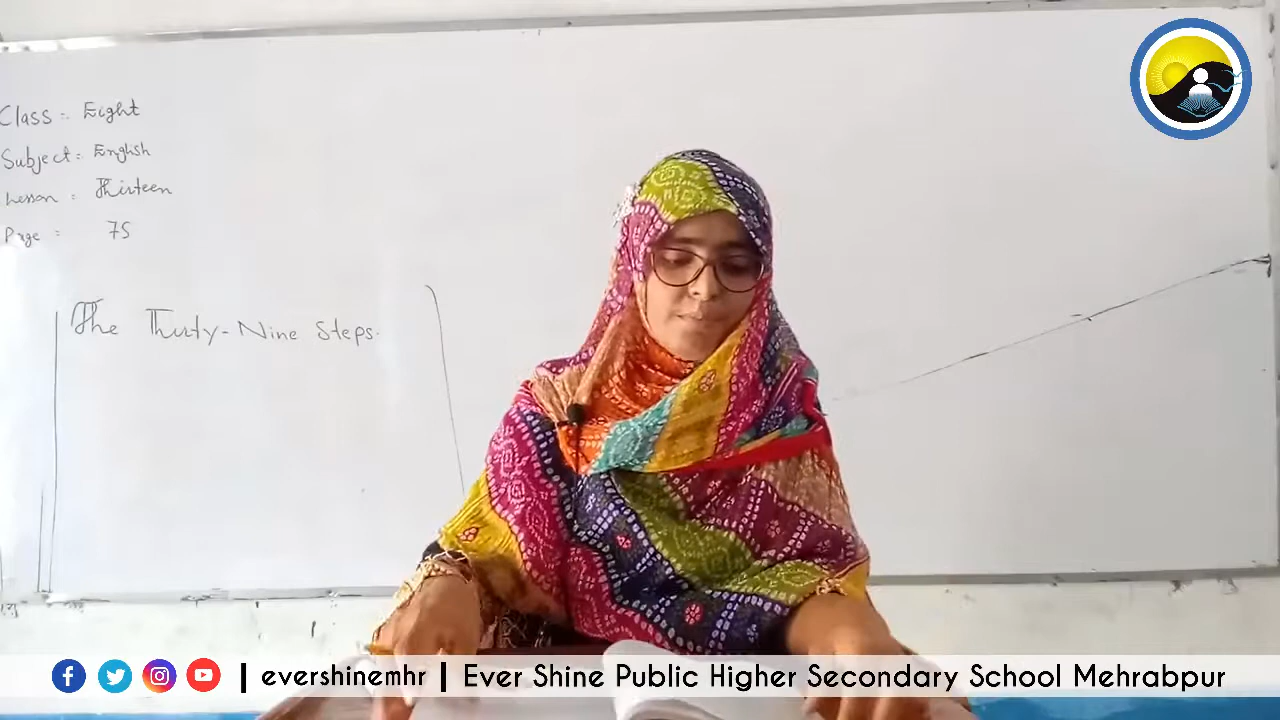 Class :. Eight
Subject : English
Lesson : Thirteen
Page : 75
The Thirty-Nine Steps.
| evershinemhr | Ever Shine Public Higher Secondary School Mehrabpur